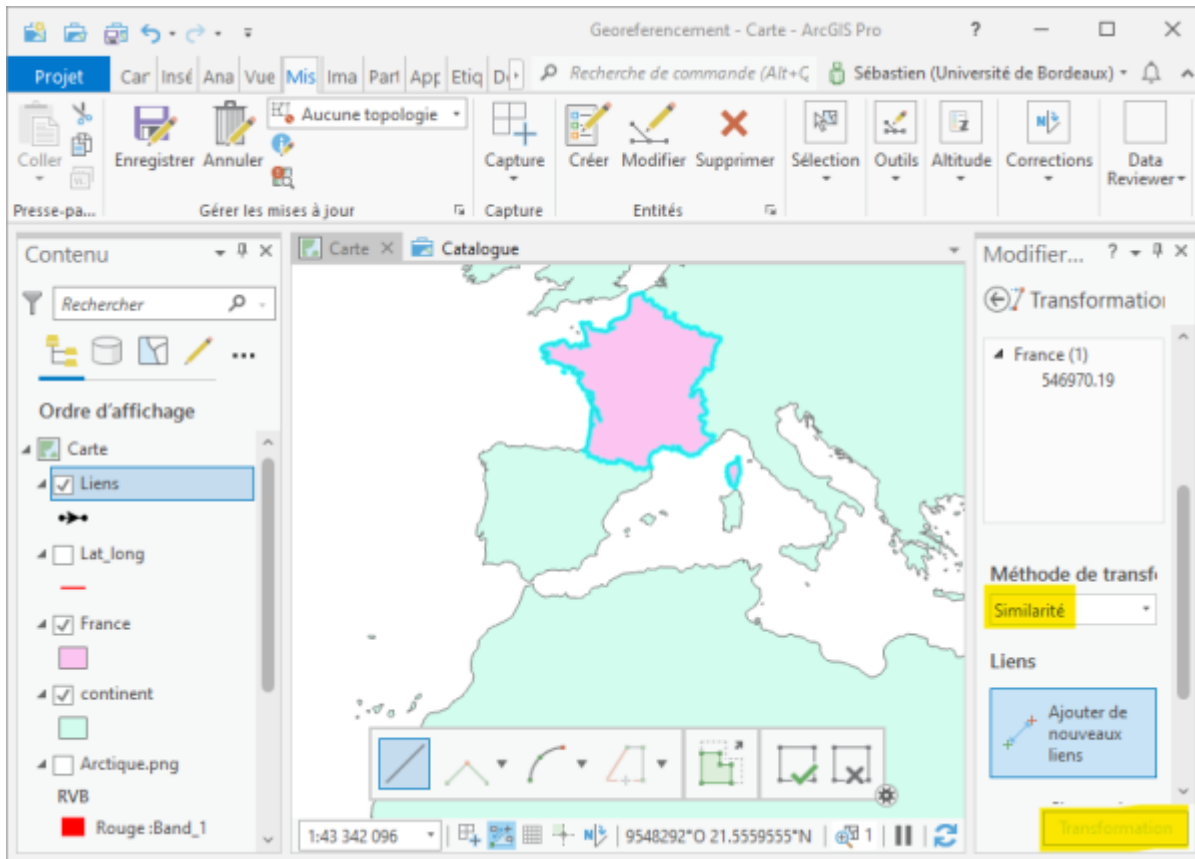 Georeferencement - Carte - ArcGIS Pro
?
Projet
Car
Insé
Ana
Vue
Mis
Ima
Part
App
Etiq
Recherche de commande (Alt+Q
Sébastien (Université de Bordeaux)
Coller
Enregistrer
Annuler
Aucune topologie
Capture
Créer
Modifier
Supprimer
Sélection
Outils
Altitude
Corrections
Data
Reviewer
Presse-pa...
Gérer les mises à jour
Capture
Entités
Contenu
Rechercher
Ordre d'affichage
Carte
Liens
Lat_long
France
continent
Arctique.png
RVB
Rouge :Band_1
Carte
Catalogue
1:43 342 096
9548292°O 21.5559555°N
1
Modifier...
?
Transformation
France (1)
546970.19
Méthode de transf
Similarité
Liens
Ajouter de
nouveaux
liens
Transformation